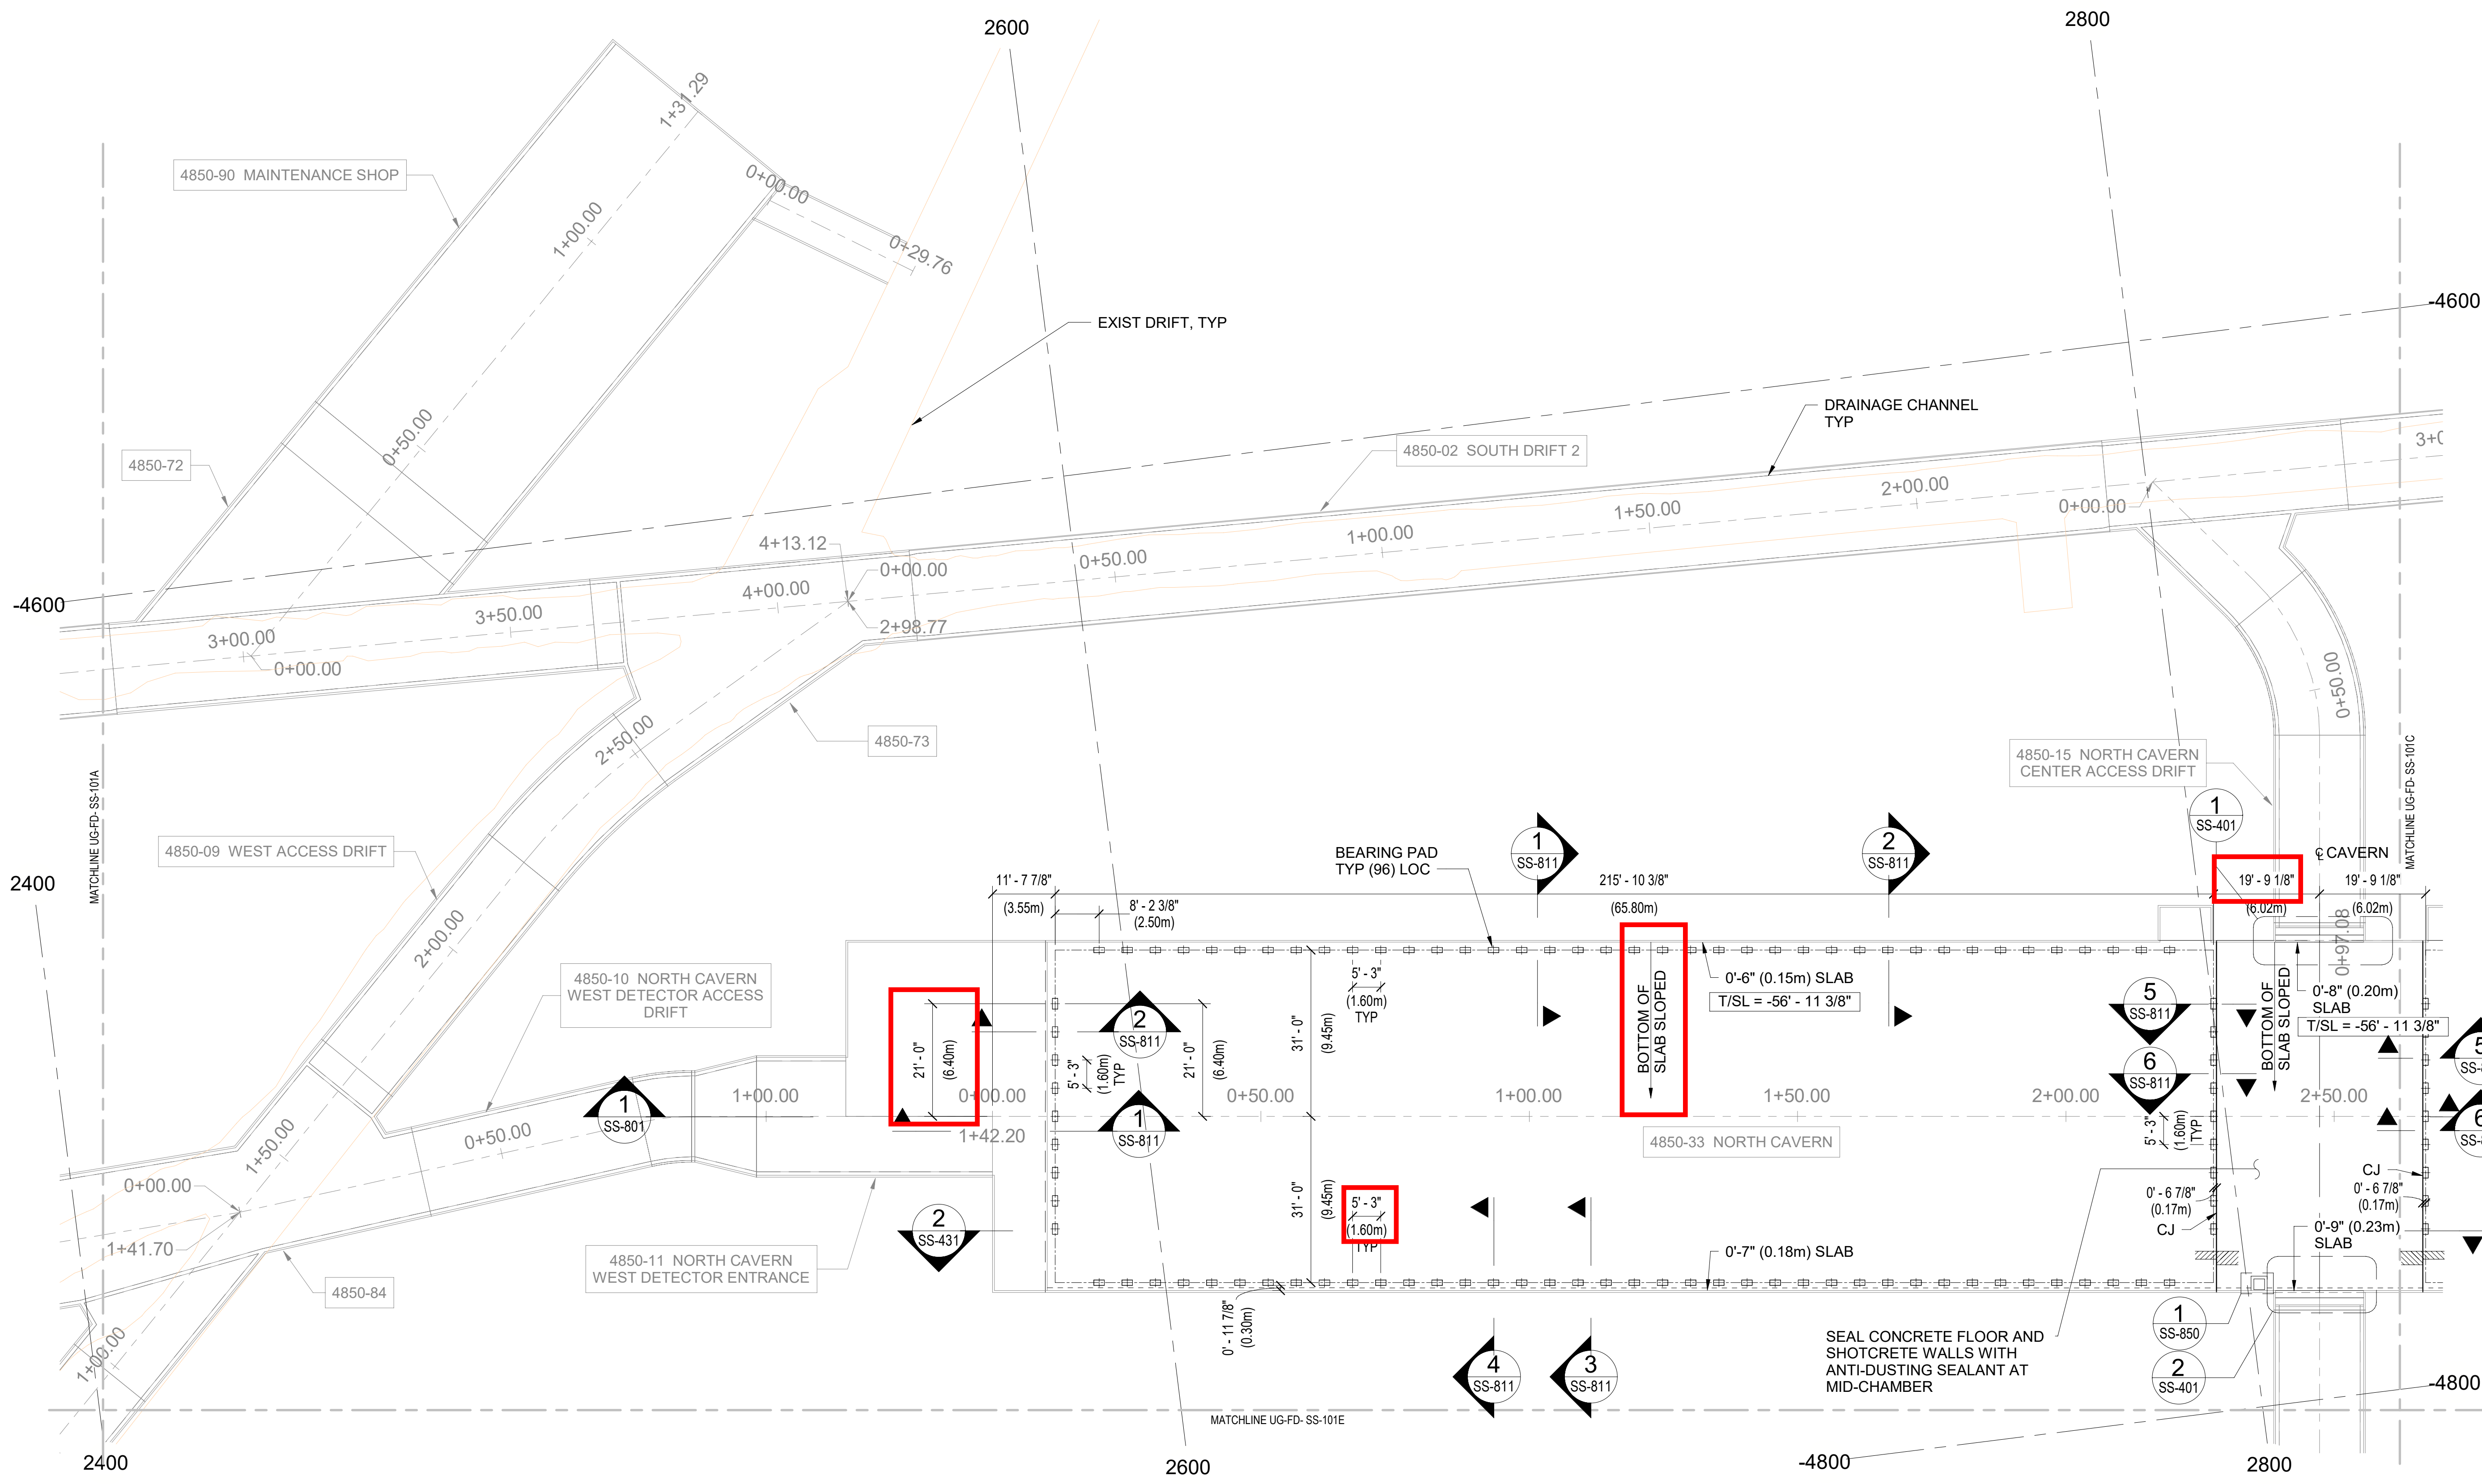 2600
2800
1+31.29
4850-90 MAINTENANCE SHOP
0+00.00
1+00.00
0+29.76
-4600
EXIST DRIFT, TYP
DRAINAGE CHANNEL
TYP
0+50.00
4850-72
4850-02 SOUTH DRIFT 2
2+00.00
0+00.00
1+50.00
1+00.00
4+13.12
0+00.00
0+50.00
4+00.00
-4600
3+50.00
2+98.77
3+00.00
0+00.00
0+50.00
2+50.00
4850-73
4850-15 NORTH CAVERN
CENTER ACCESS DRIFT
MATCHLINE UG-FD- SS-101A
MATCHLINE UG-FD- SS-101C
1
SS-401
4850-09 WEST ACCESS DRIFT
BEARING PAD
TYP (96) LOC
1
SS-811
2
SS-811
CAVERN
2400
11' - 7 7/8"
(3.55m)
8' - 2 3/8"
(2.50m)
215' - 10 3/8"
(65.80m)
19' - 9 1/8"
(6.02m)
19' - 9 1/8"
(6.02m)
2+00.00
0+97.08
4850-10 NORTH CAVERN
WEST DETECTOR ACCESS
DRIFT
5' - 3"
(1.60m)
TYP
BOTTOM OF
SLAB SLOPED
0'-6" (0.15m) SLAB
T/SL = -56' - 11 3/8"
5
SS-811
BOTTOM OF
SLAB SLOPED
0'-8" (0.20m)
SLAB
T/SL = -56' - 11 3/8"
21' - 0"
(6.40m)
2
SS-811
5' - 3"
(1.60m)
TYP
21' - 0"
(6.40m)
31' - 0"
(9.45m)
6
SS-811
1
SS-801
1+00.00
0+00.00
0+50.00
1+00.00
1+50.00
2+00.00
2+50.00
1+50.00
0+50.00
1+42.20
1
SS-811
4850-33 NORTH CAVERN
5' - 3"
(1.60m)
TYP
0+00.00
CJ
0' - 6 7/8"
(0.17m)
0' - 6 7/8"
(0.17m)
CJ
31' - 0"
(9.45m)
5' - 3"
(1.60m)
TYP
2
SS-431
1+41.70
4850-11 NORTH CAVERN
WEST DETECTOR ENTRANCE
0'-7" (0.18m) SLAB
0'-9" (0.23m)
SLAB
4850-84
0' - 11 7/8"
(0.30m)
1
SS-850
SEAL CONCRETE FLOOR AND
SHOTCRETE WALLS WITH
ANTI-DUSTING SEALANT AT
MID-CHAMBER
1+00.00
4
SS-811
3
SS-811
2
SS-401
-4800
MATCHLINE UG-FD- SS-101E
2400
2600
-4800
2800